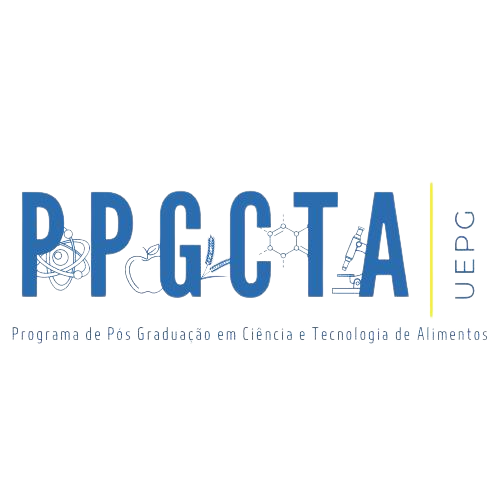 PPGCTA
UEPG
Programa de Pós Graduação em Ciência e Tecnologia de Alimentos